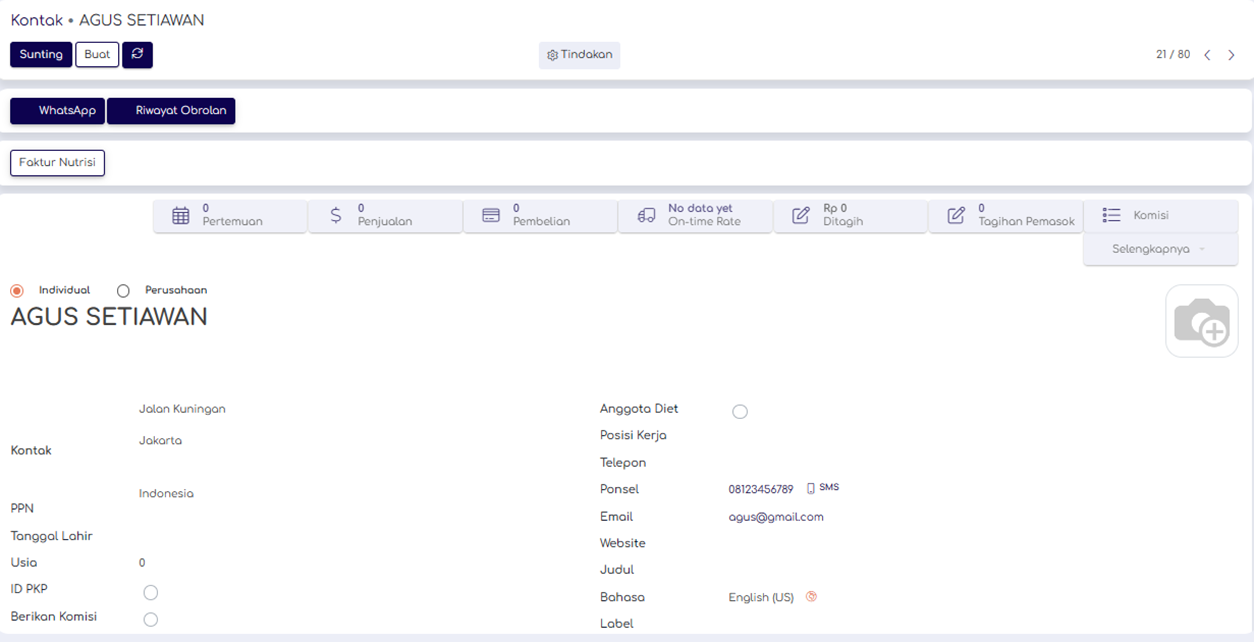 Kontak • AGUS SETIAWAN
Sunting Buat Tindakan 21 / 80
WhatsApp Riwayat Obrolan
Faktur Nutrisi
0 Pertemuan
0 Penjualan
0 Pembelian
No data yet On-time Rate
Rp 0 Ditagih
0 Tagihan Pemasok
Komisi
Selengkapnya
Individual Perusahaan
AGUS SETIAWAN
Jalan Kuningan
Jakarta
Kontak
Indonesia
PPN
Tanggal Lahir
Usia 0
ID PKP
Berikan Komisi
Anggota Diet
Posisi Kerja
Telepon
Ponsel 08123456789 SMS
Email agus@gmail.com
Website
Judul
Bahasa English (US)
Label